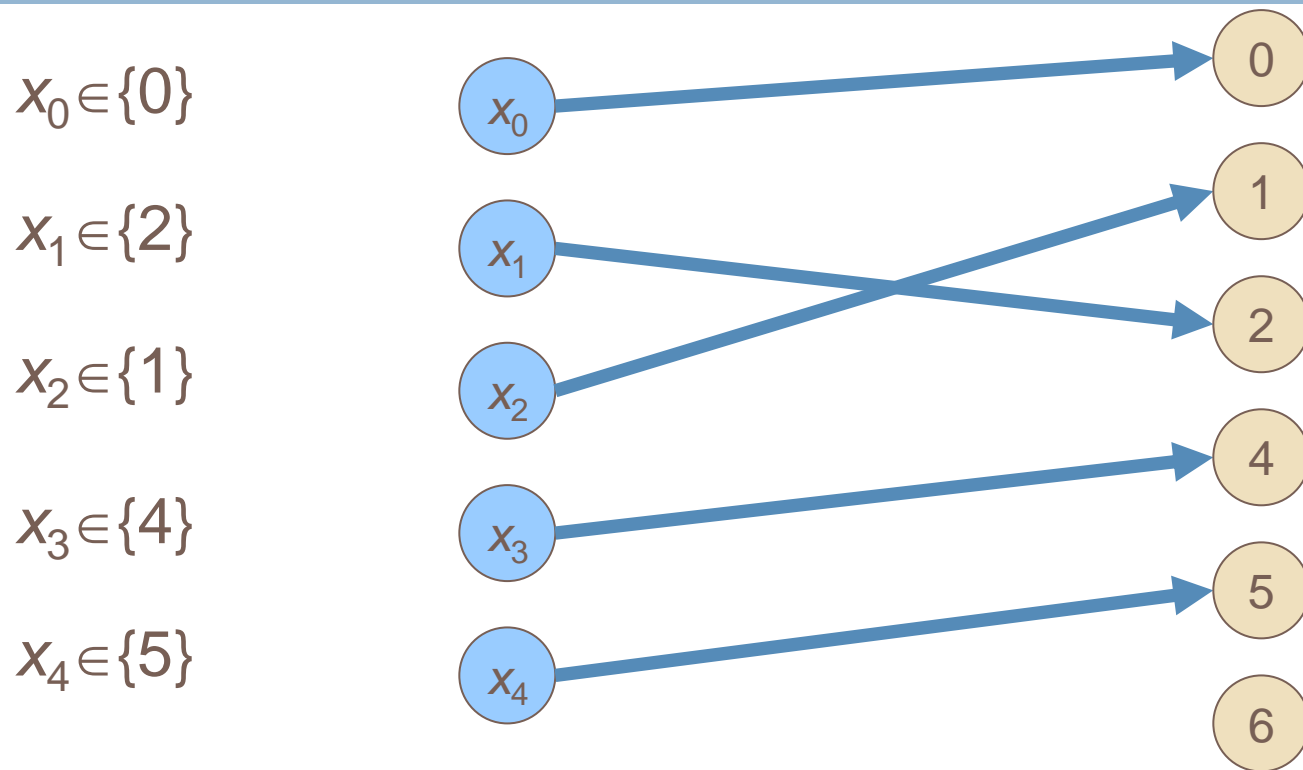 x₀∈{0}
x₁∈{2}
x₂∈{1}
x₃∈{4}
x₄∈{5}
x₀
x₁
x₂
x₃
x₄
0
1
2
4
5
6